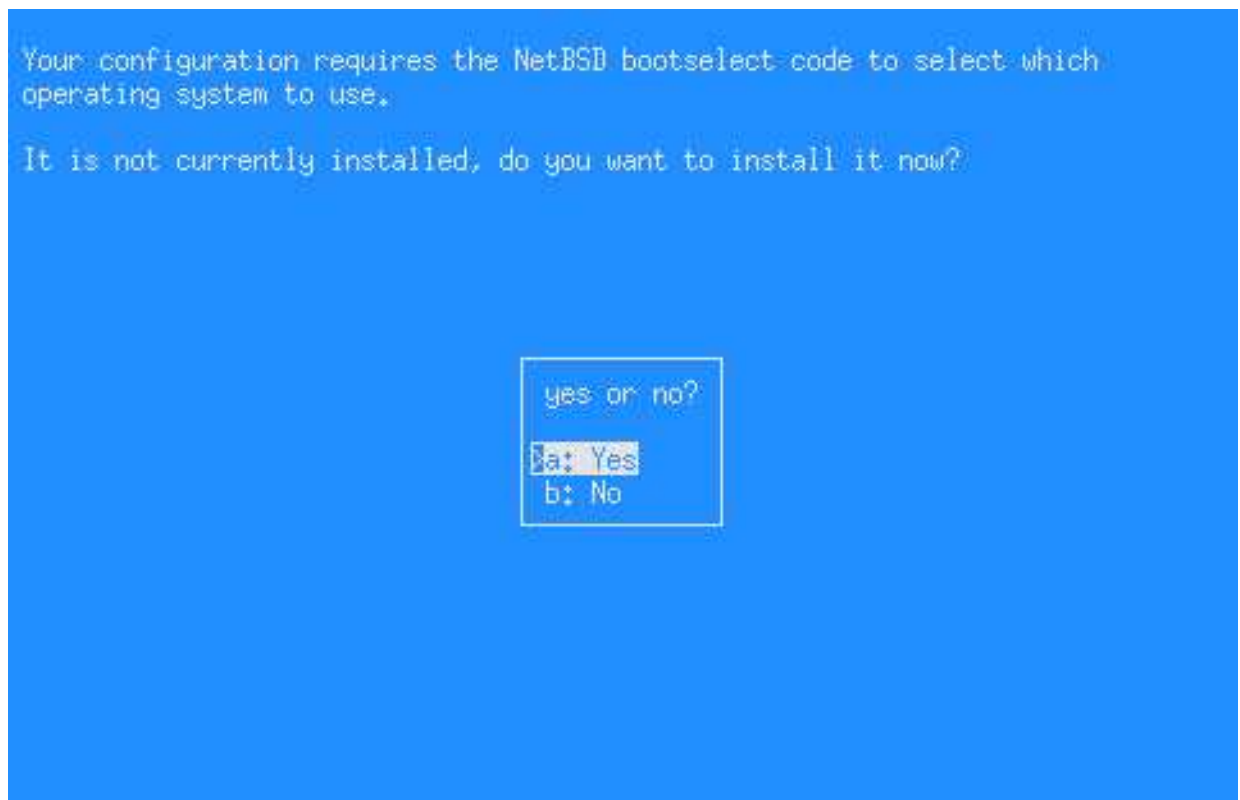 Your configuration requires the NetBSD bootselect code to select which
operating system to use.
It is not currently installed, do you want to install it now?
yes or no?
>a: Yes
b: No